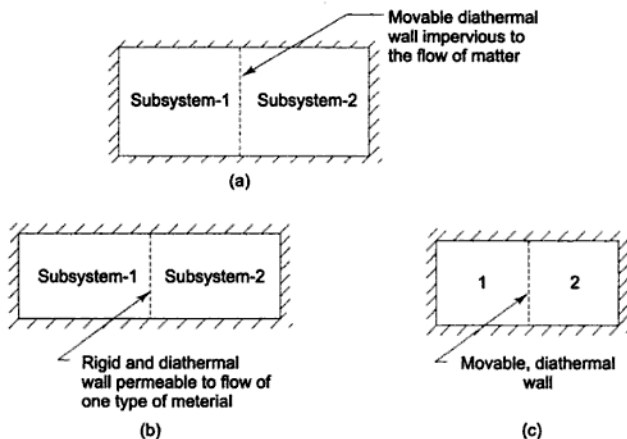 Movable diathermal
wall impervious to
the flow of matter
Subsystem-1
Subsystem-2
(a)
Subsystem-1
Subsystem-2
Rigid and diathermal
wall permeable to flow of
one type of meterial
(b)
1
2
Movable, diathermal
wall
(c)